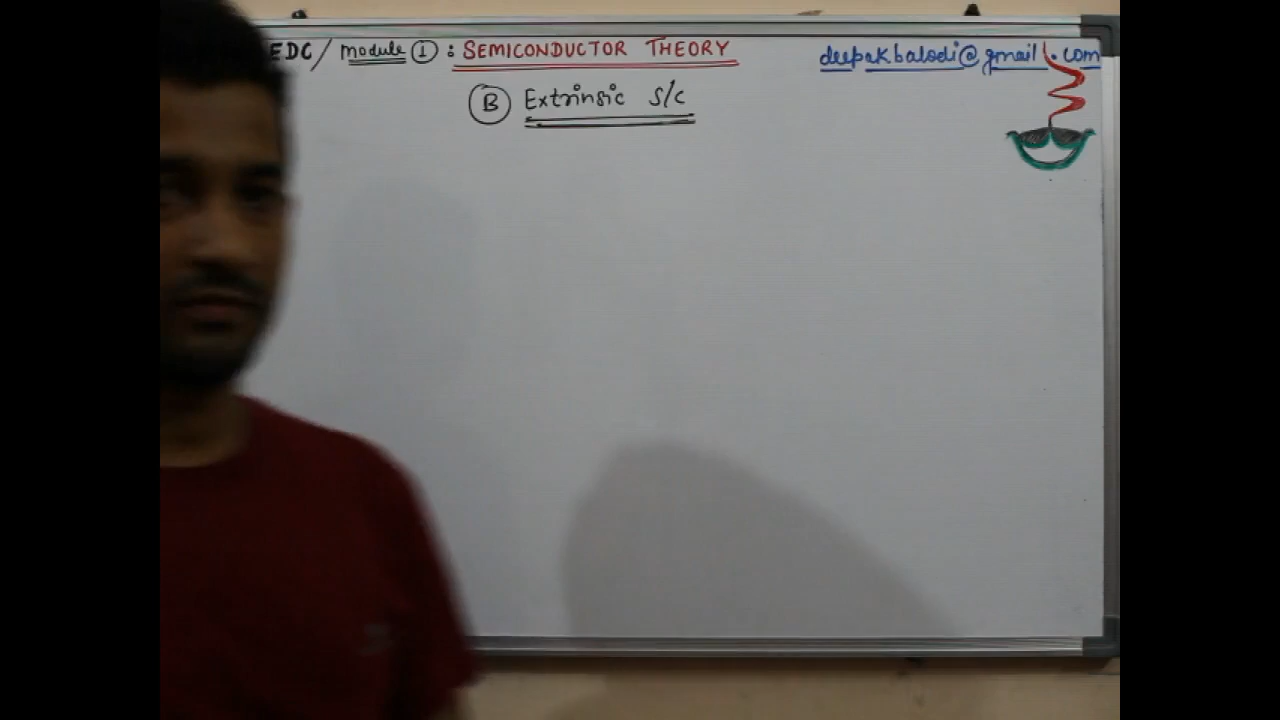 EDC/ Module ① : SEMICONDUCTOR THEORY
deepakbalodi@gmail.com
Ⓑ Extrinsic S/C